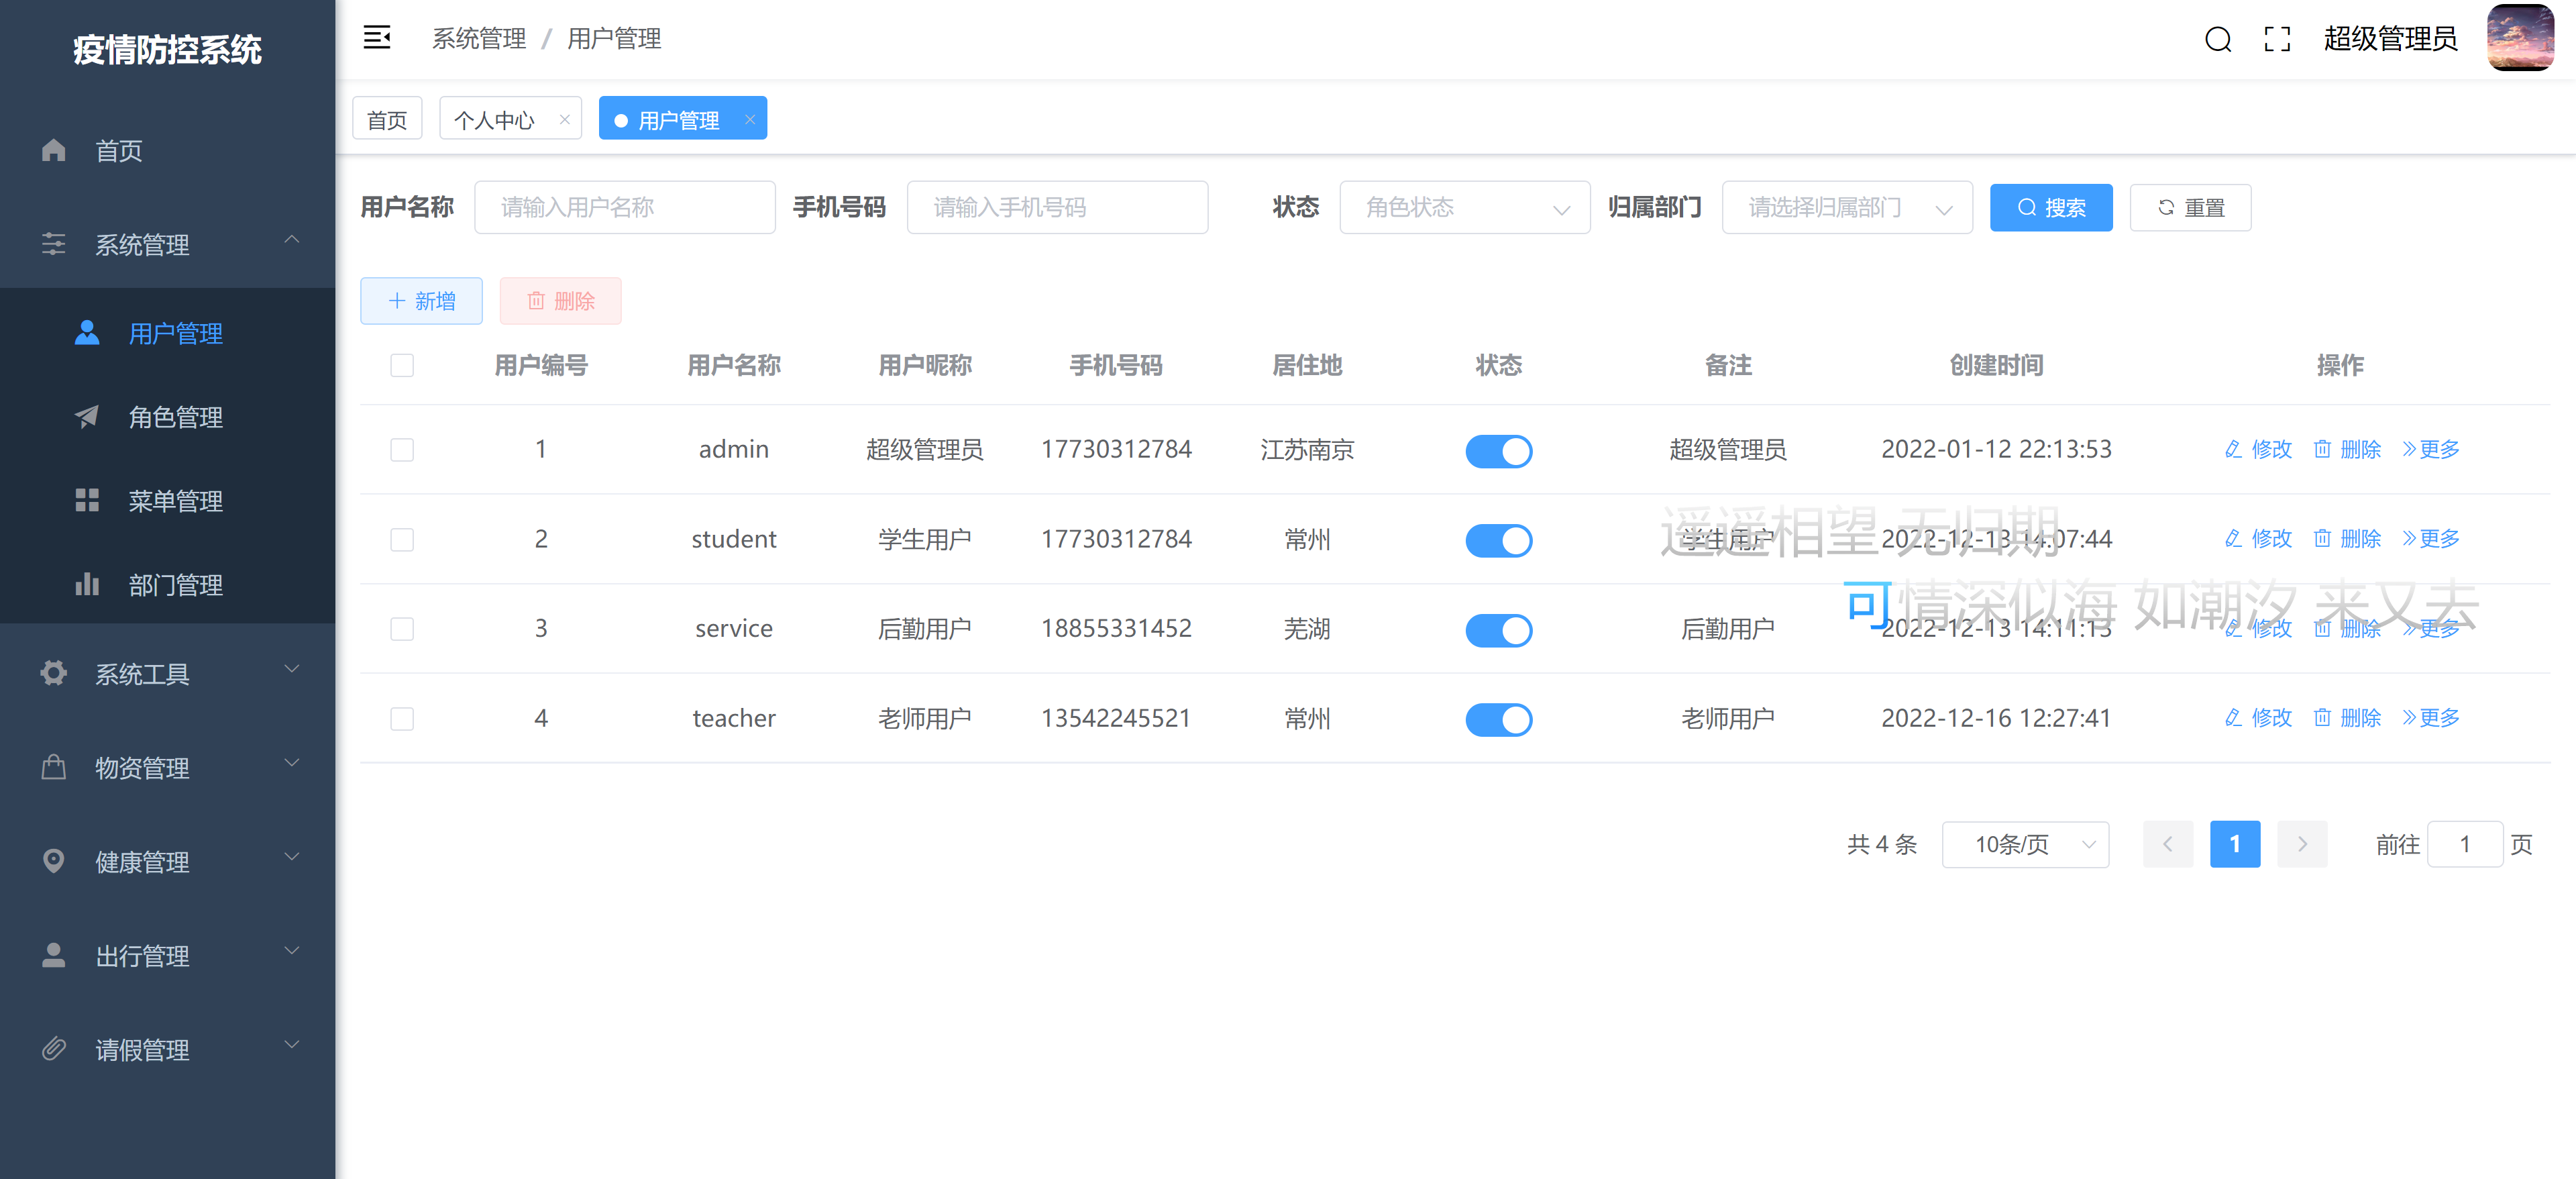 疫情防控系统
首页
系统管理
用户管理
角色管理
菜单管理
部门管理
系统工具
物资管理
健康管理
出行管理
请假管理
系统管理 / 用户管理
超级管理员
首页 个人中心 用户管理
用户名称 请输入用户名称 手机号码 请输入手机号码 状态 角色状态 归属部门 请选择归属部门 搜索 重置
新增 删除
用户编号 用户名称 用户昵称 手机号码 居住地 状态 备注 创建时间 操作
1 admin 超级管理员 17730312784 江苏南京 超级管理员 2022-01-12 22:13:53 修改 删除 更多
2 student 学生用户 17730312784 常州 学生用户 2022-12-13 14:07:44 修改 删除 更多
遥遥相望 无归期
可情深似海 如潮汐 来又去
3 service 后勤用户 18855331452 芜湖 后勤用户 2022-12-13 14:11:15 修改 删除 更多
4 teacher 老师用户 13542245521 常州 老师用户 2022-12-16 12:27:41 修改 删除 更多
共 4 条 10条/页 1 前往 1 页